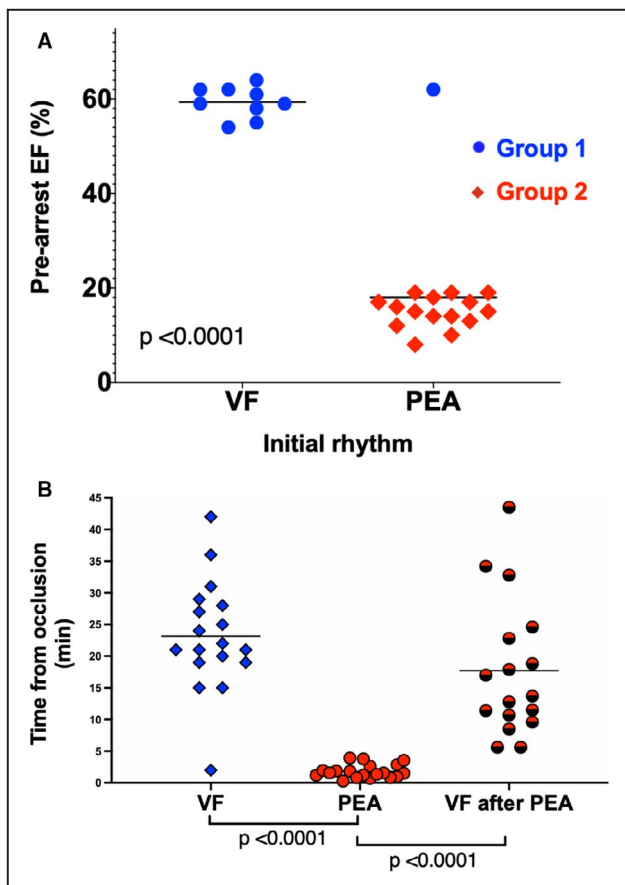 A
Pre-arrest EF (%)
60
40
20
0
Group 1
Group 2
p <0.0001
VF
PEA
Initial rhythm
B
Time from occlusion
(min)
45
40
35
30
25
20
15
10
5
0
VF
PEA
VF after PEA
p <0.0001
p <0.0001